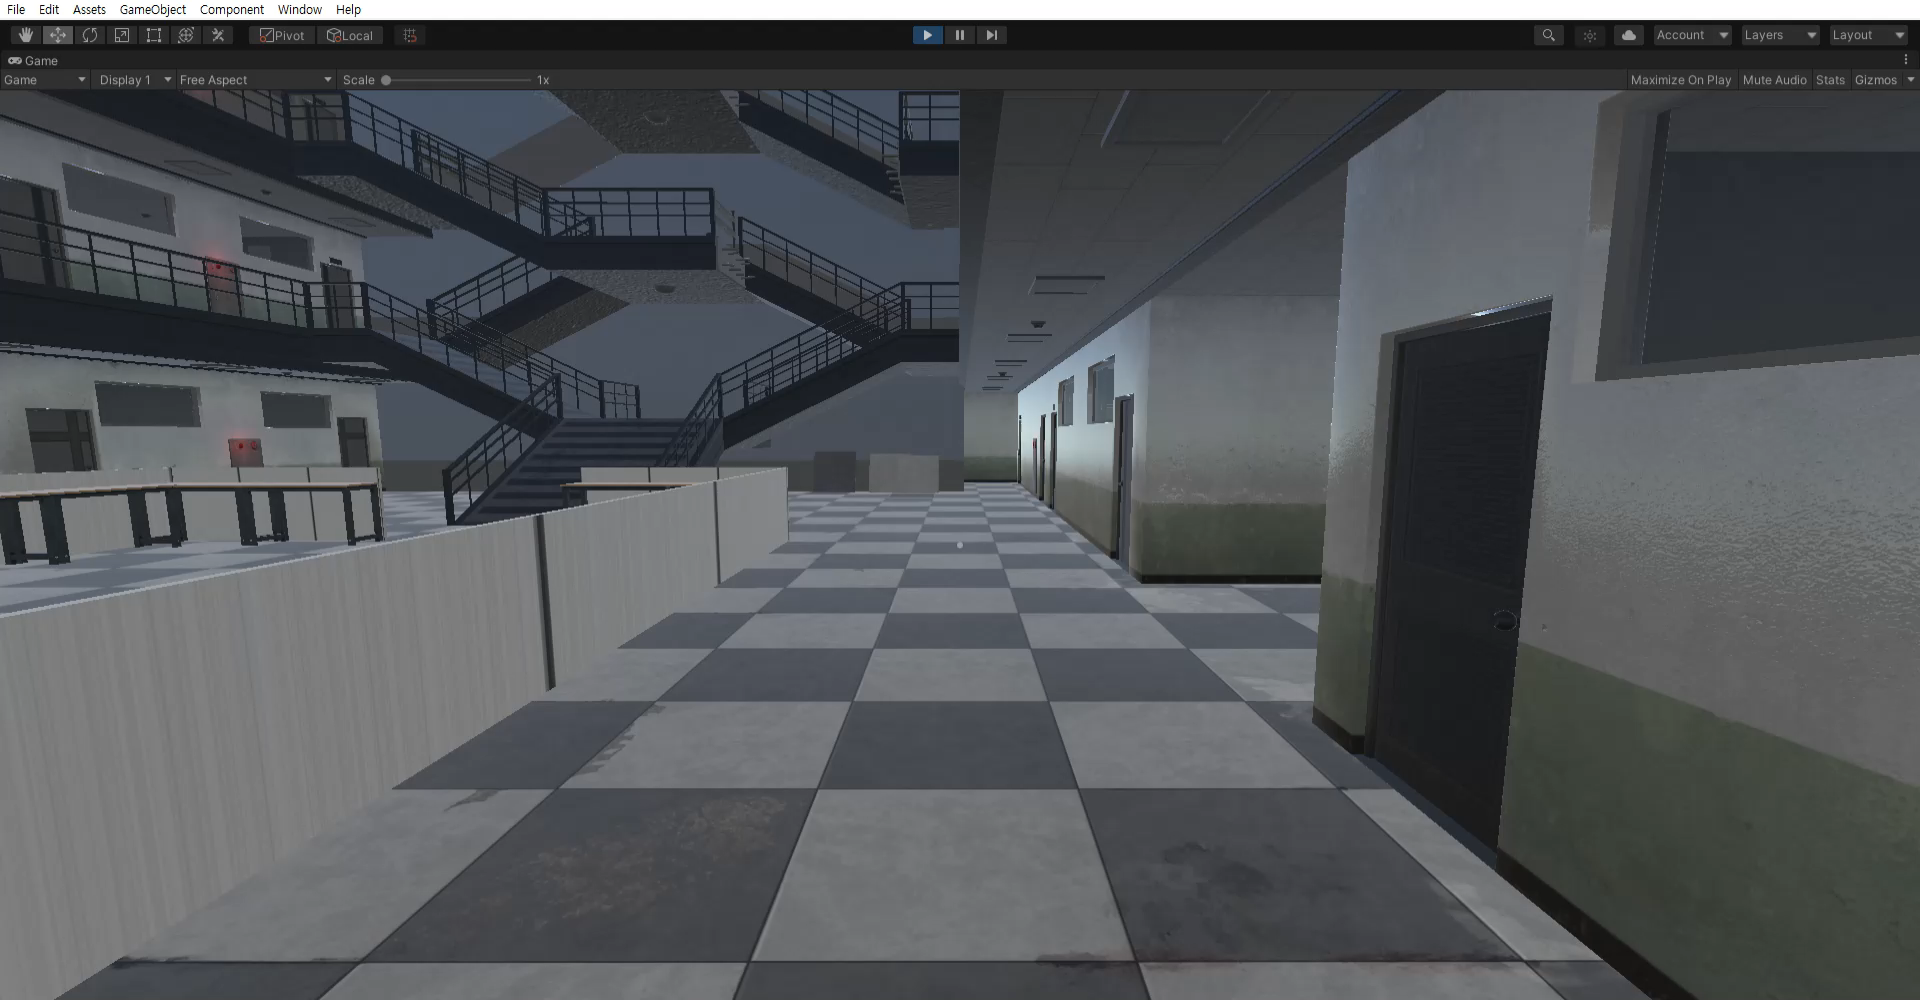 File Edit Assets GameObject Component Window Help
Pivot Local Account Layers Layout
Game
Game Display 1 Free Aspect Scale 1x Maximize On Play Mute Audio Stats Gizmos